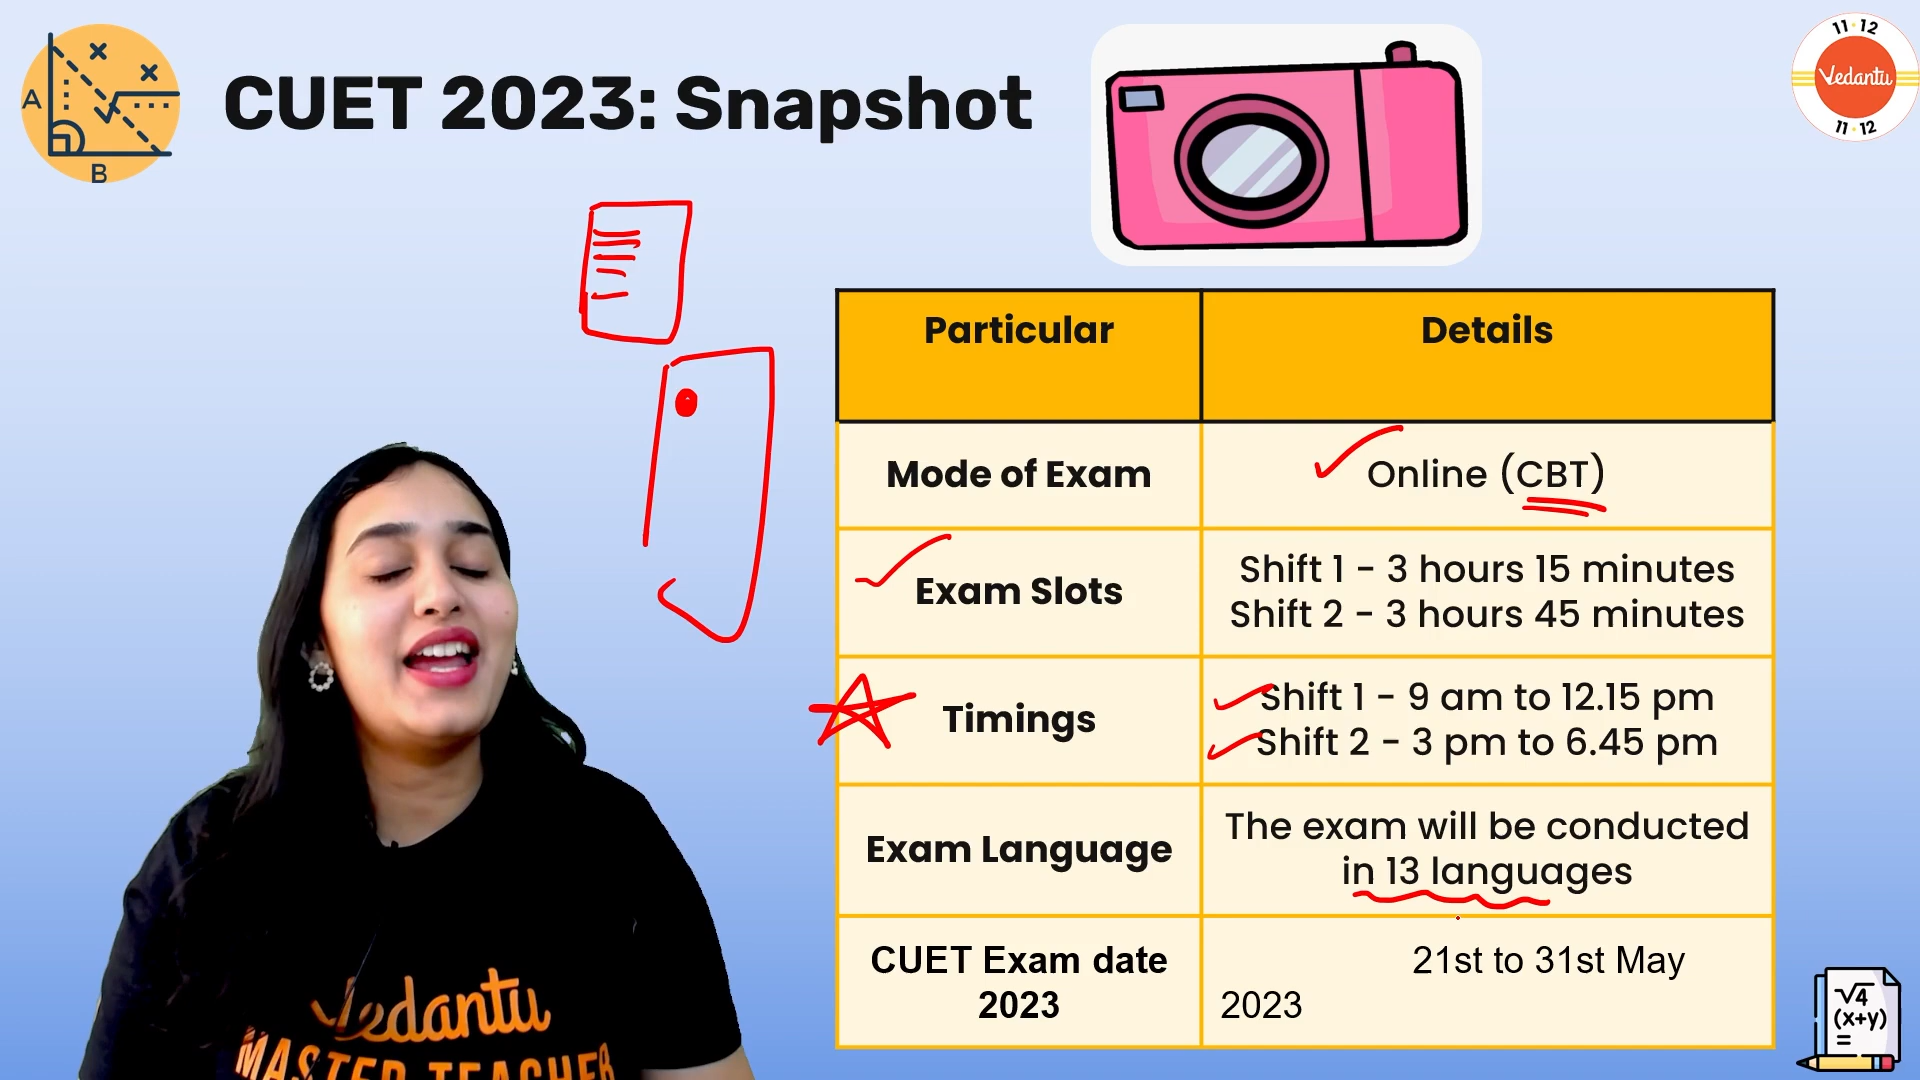 A
B
CUET 2023: Snapshot
11 · 12
Vedantu
11 · 12
Particular
Details
Mode of Exam
Online (CBT)
Exam Slots
Shift 1 - 3 hours 15 minutes
Shift 2 - 3 hours 45 minutes
Timings
Shift 1 - 9 am to 12.15 pm
Shift 2 - 3 pm to 6.45 pm
Exam Language
The exam will be conducted
in 13 languages
CUET Exam date
2023
21st to 31st May
2023
Vedantu
MASTER TEACHER
√4
(x+y)
=